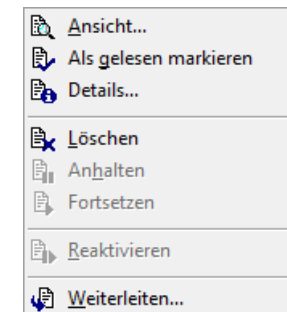 Ansicht...
Als gelesen markieren
Details...
Löschen
Anhalten
Fortsetzen
Reaktivieren
Weiterleiten...